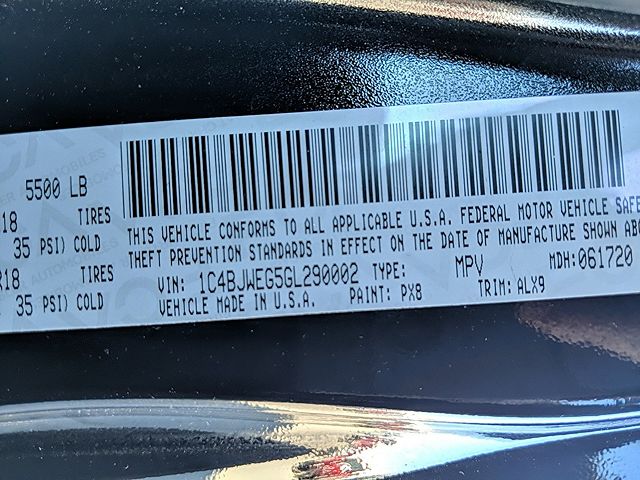 5500 LB
R18 TIRES
35 PSI) COLD
R18 TIRES
35 PSI) COLD
THIS VEHICLE CONFORMS TO ALL APPLICABLE U.S.A. FEDERAL MOTOR VEHICLE SAFE
THEFT PREVENTION STANDARDS IN EFFECT ON THE DATE OF MANUFACTURE SHOWN ABO
VIN: 1C4BJWEG5GL290002 TYPE: MPV MDH: 061720
VEHICLE MADE IN U.S.A. PAINT: PX8 TRIM: ALX9